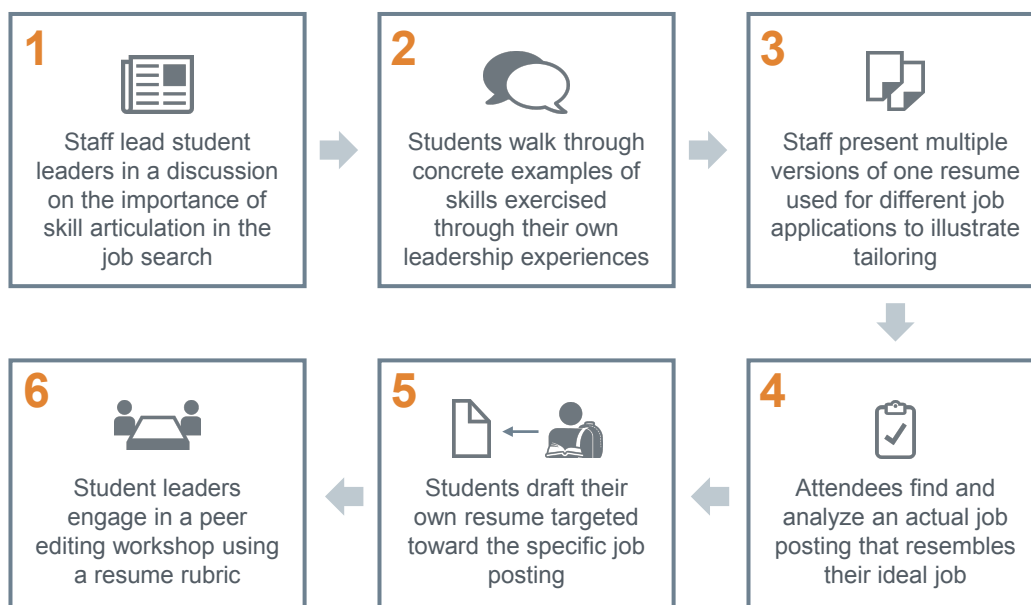 1
Staff lead student
leaders in a discussion
on the importance of
skill articulation in the
job search
2
Students walk through
concrete examples of
skills exercised
through their own
leadership experiences
3
Staff present multiple
versions of one resume
used for different job
applications to illustrate
tailoring
4
Attendees find and
analyze an actual job
posting that resembles
their ideal job
5
Students draft their
own resume targeted
toward the specific job
posting
6
Student leaders
engage in a peer
editing workshop using
a resume rubric